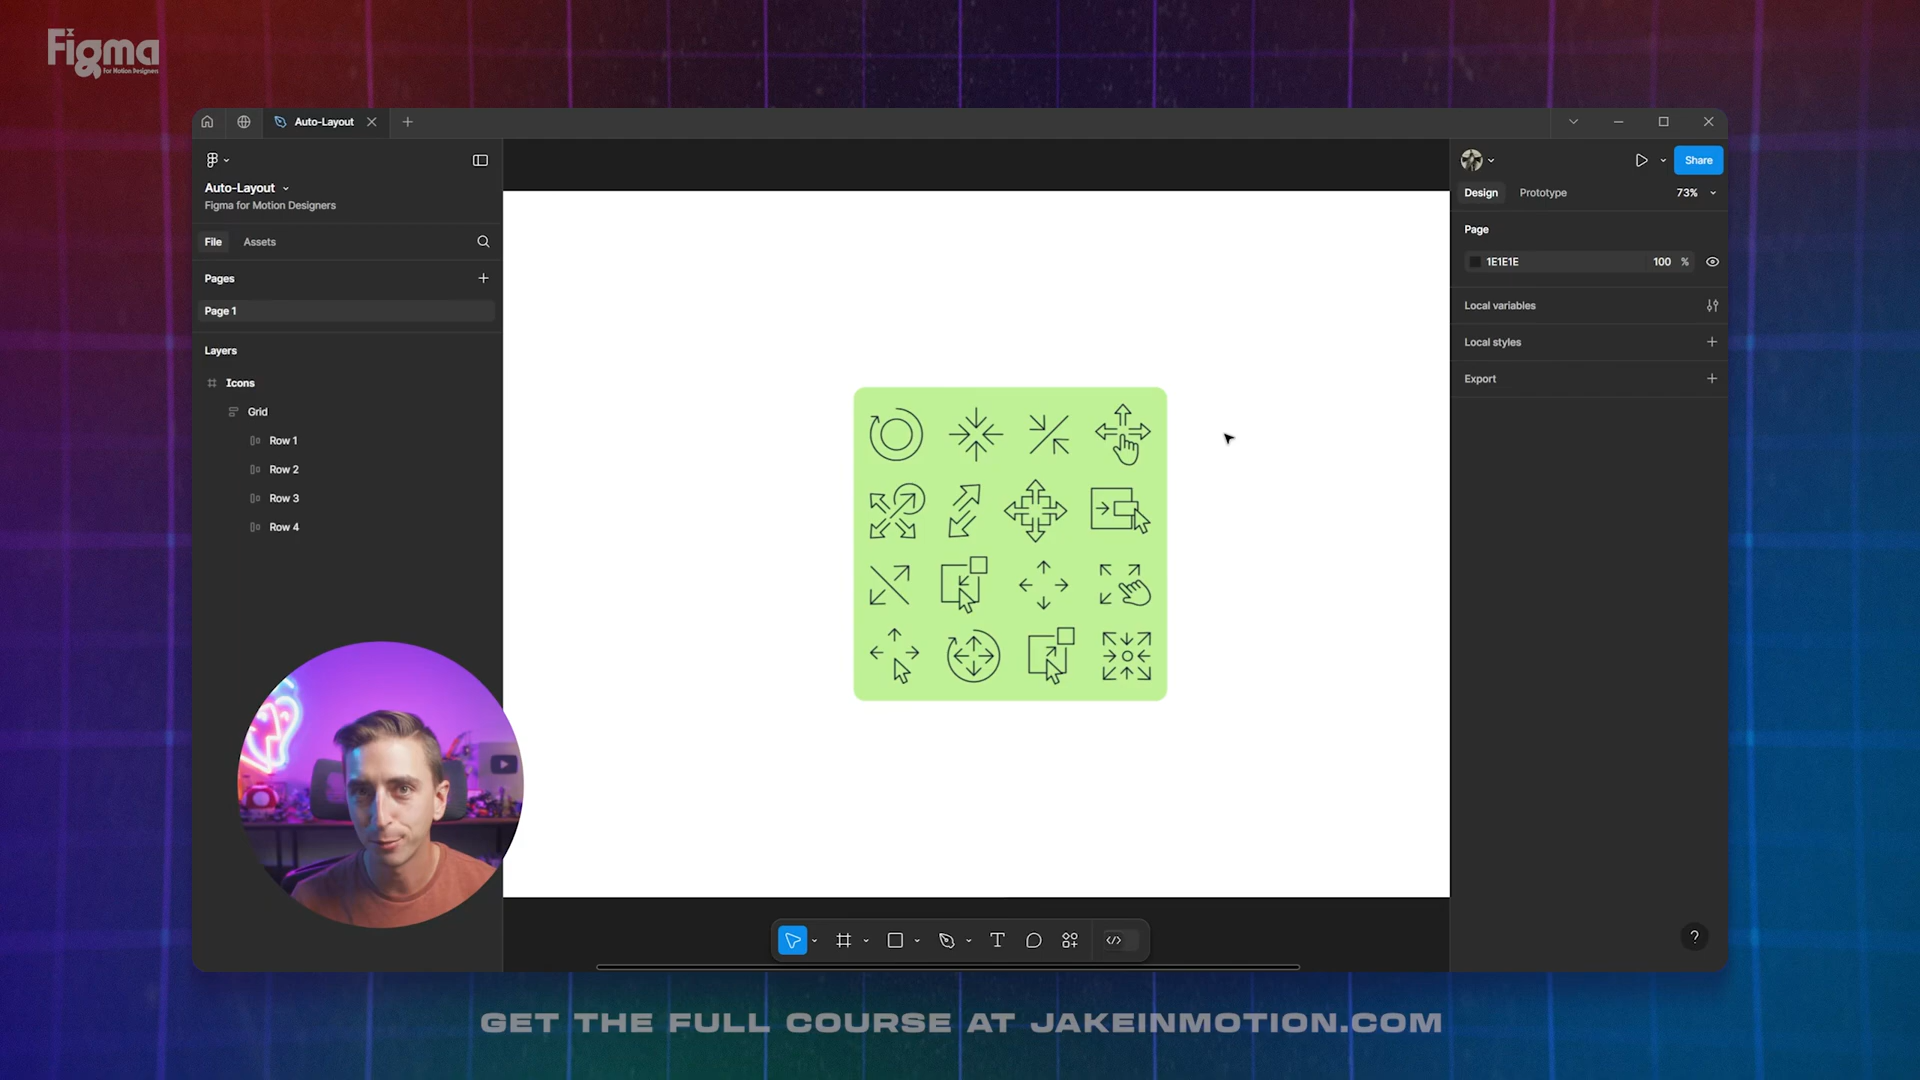 Figma
for Motion Designers
Auto-Layout
Auto-Layout
Figma for Motion Designers
File
Assets
Pages
Page 1
Layers
Icons
Grid
Row 1
Row 2
Row 3
Row 4
Share
Design
Prototype
73%
Page
1E1E1E
100
%
Local variables
Local styles
Export
T
?
GET THE FULL COURSE AT JAKEINMOTION.COM